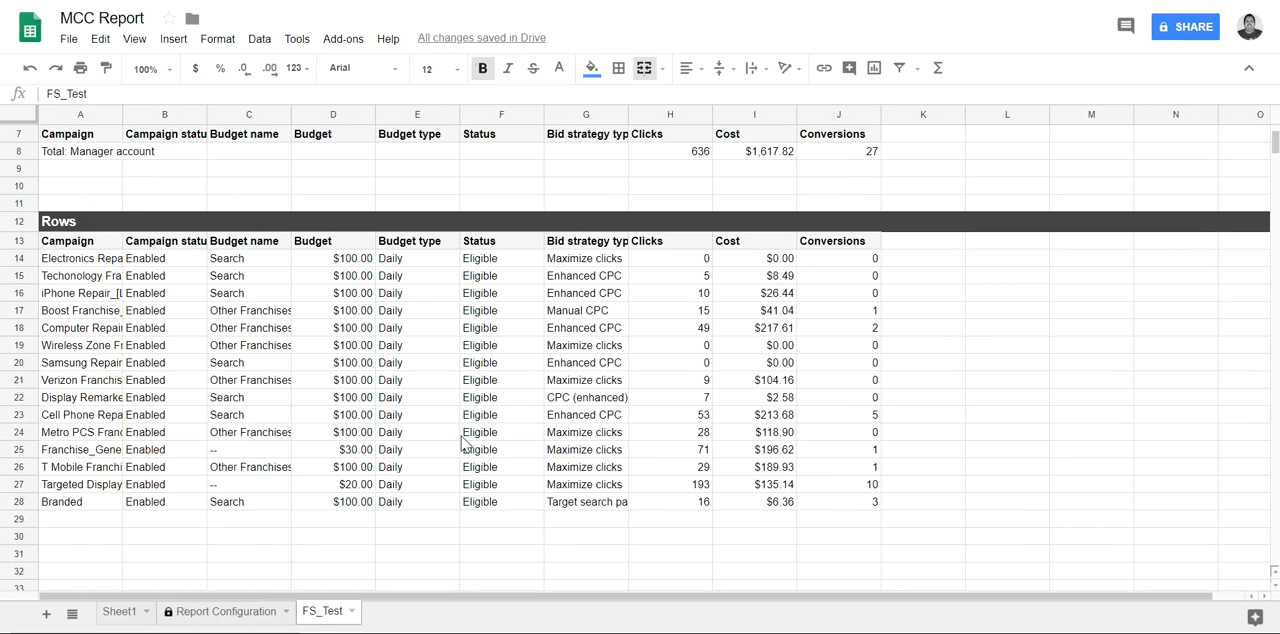 MCC Report
File Edit View Insert Format Data Tools Add-ons Help All changes saved in Drive
SHARE
100% $ % .0 .00 123 Arial 12 B I S A
fx FS_Test
A B C D E F G H I J K L M N O
7 Campaign Campaign statu Budget name Budget Budget type Status Bid strategy typ Clicks Cost Conversions
8 Total: Manager account 636 $1,617.82 27
9
10
11
12 Rows
13 Campaign Campaign statu Budget name Budget Budget type Status Bid strategy typ Clicks Cost Conversions
14 Electronics Repa Enabled Search $100.00 Daily Eligible Maximize clicks 0 $0.00 0
15 Techonology Fra Enabled Search $100.00 Daily Eligible Enhanced CPC 5 $8.49 0
16 iPhone Repair_[L Enabled Search $100.00 Daily Eligible Enhanced CPC 10 $26.44 0
17 Boost Franchise_ Enabled Other Franchises $100.00 Daily Eligible Manual CPC 15 $41.04 1
18 Computer Repair Enabled Search $100.00 Daily Eligible Enhanced CPC 49 $217.61 2
19 Wireless Zone Fr Enabled Other Franchises $100.00 Daily Eligible Maximize clicks 0 $0.00 0
20 Samsung Repair Enabled Search $100.00 Daily Eligible Enhanced CPC 0 $0.00 0
21 Verizon Franchis Enabled Other Franchises $100.00 Daily Eligible Maximize clicks 9 $104.16 0
22 Display Remarke Enabled Search $100.00 Daily Eligible CPC (enhanced) 7 $2.58 0
23 Cell Phone Repa Enabled Search $100.00 Daily Eligible Enhanced CPC 53 $213.68 5
24 Metro PCS Franc Enabled Other Franchises $100.00 Daily Eligible Maximize clicks 28 $118.90 0
25 Franchise_Gene Enabled -- $30.00 Daily Eligible Maximize clicks 71 $196.62 1
26 T Mobile Franchi Enabled Other Franchises $100.00 Daily Eligible Maximize clicks 29 $189.93 1
27 Targeted Display Enabled -- $20.00 Daily Eligible Maximize clicks 193 $135.14 10
28 Branded Enabled Search $100.00 Daily Eligible Target search pa 16 $6.36 3
29
30
31
32
33
Sheet1 Report Configuration FS_Test